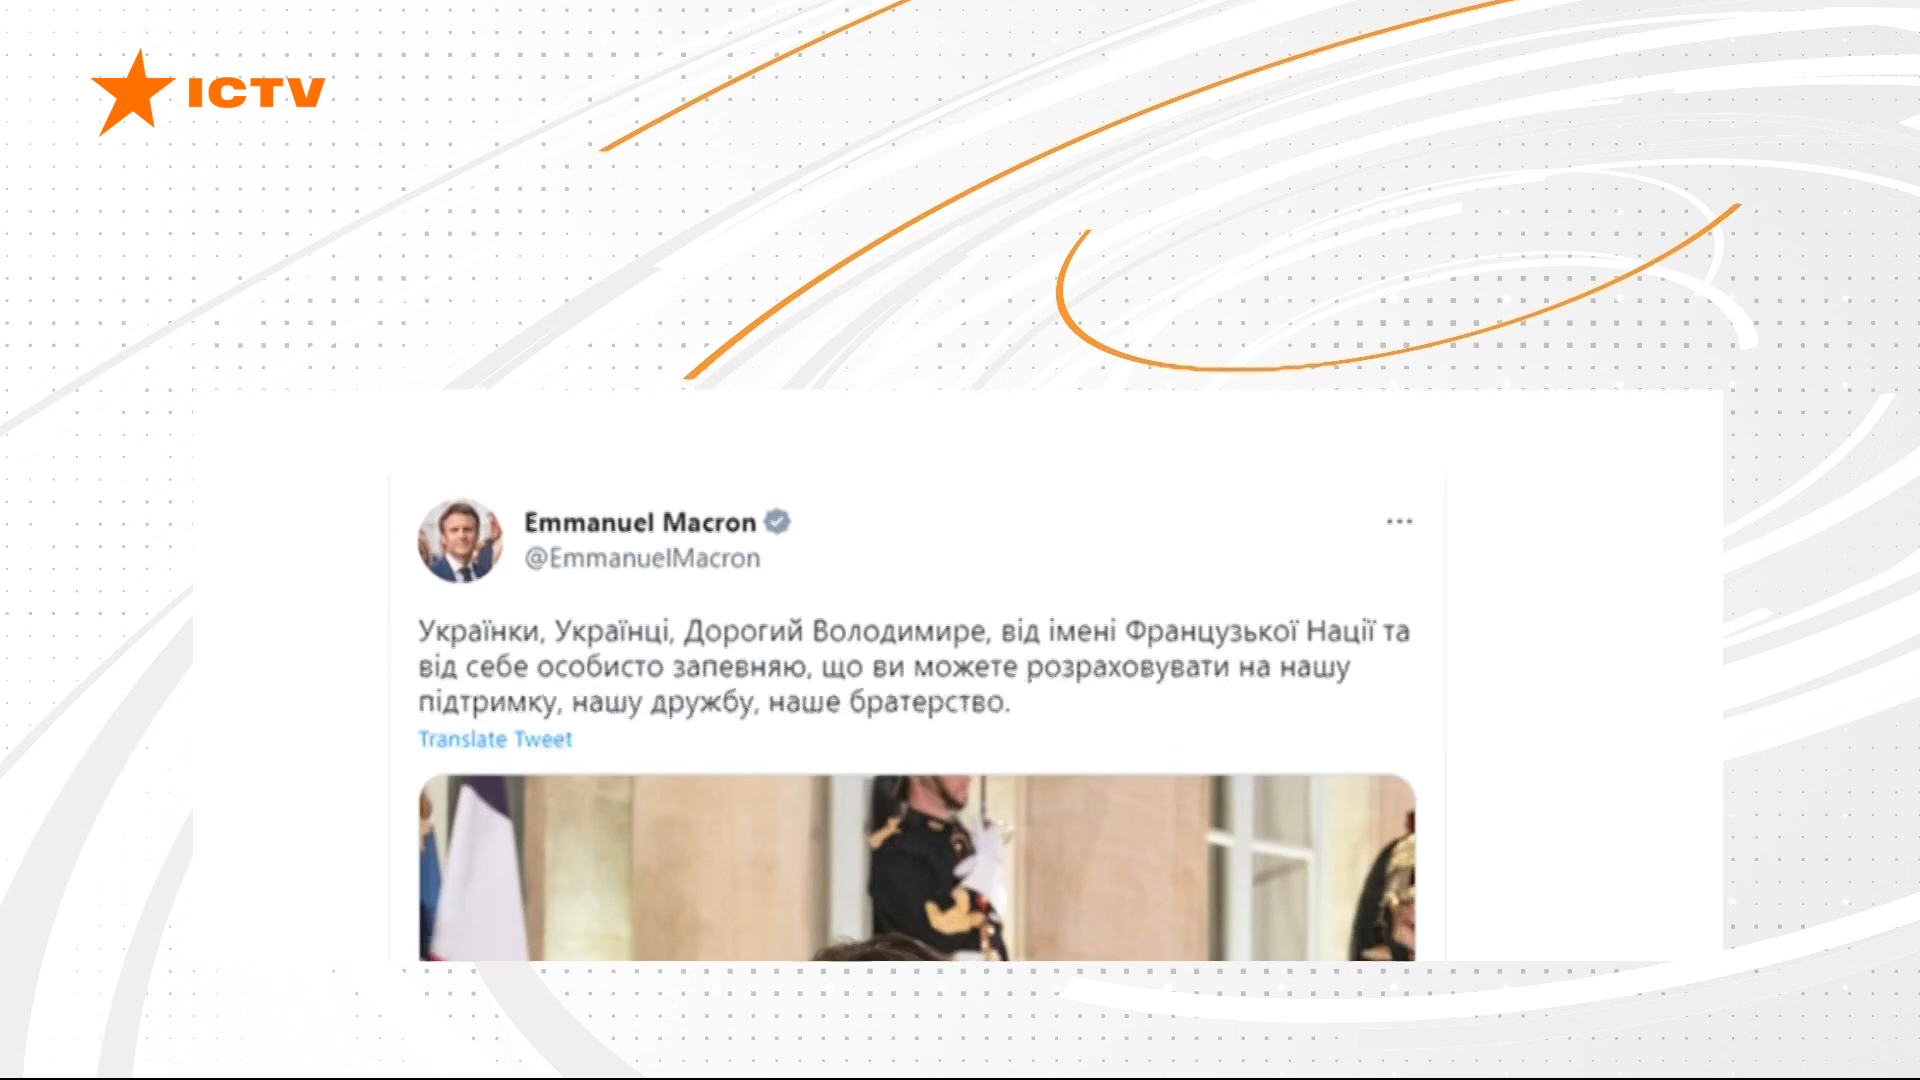 ICTV
Emmanuel Macron
@EmmanuelMacron
Українки, Українці, Дорогий Володимире, від імені Французької Нації та
від себе особисто запевняю, що ви можете розраховувати на нашу
підтримку, нашу дружбу, наше братерство.
Translate Tweet